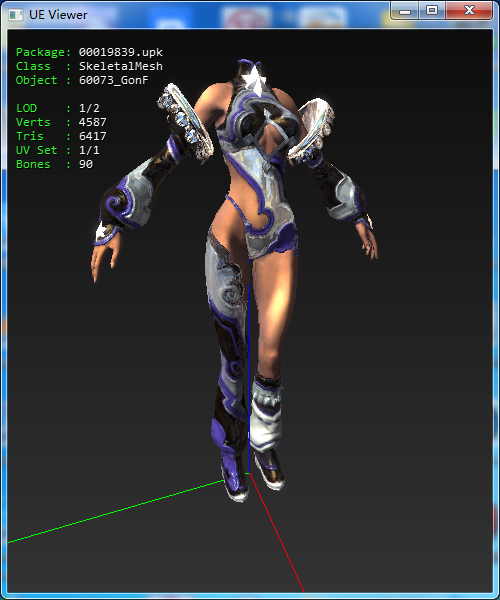 UE Viewer
Package: 00019839.upk
Class : SkeletalMesh
Object : 60073_GonF
LOD : 1/2
Verts : 4587
Tris : 6417
UV Set : 1/1
Bones : 90